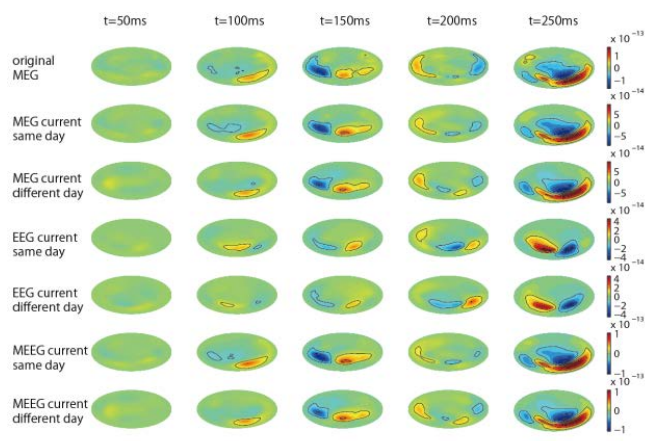 t=50ms t=100ms t=150ms t=200ms t=250ms
x 10 -13
original
MEG
1
0
−1
x 10 -14
MEG current
same day
5
0
−5
x 10 -14
MEG current
different day
5
0
−5
x 10 -14
EEG current
same day
4
2
0
−2
−4
x 10 -14
EEG current
different day
4
2
0
−2
−4
x 10 -13
MEEG current
same day
1
0
−1
x 10 -13
MEEG current
different day
1
0
−1